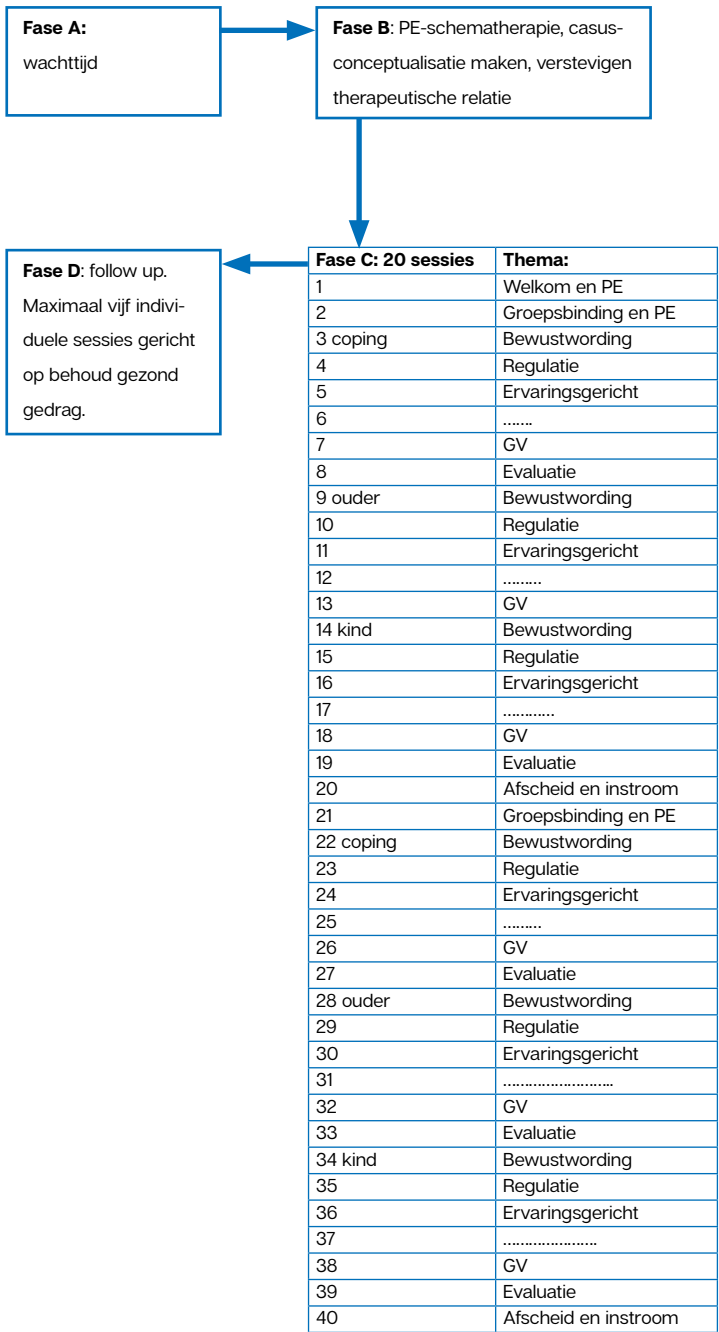 Fase A:
wachttijd
Fase B: PE-schematherapie, casus-
conceptualisatie maken, verstevigen
therapeutische relatie
Fase D: follow up.
Maximaal vijf indivi-
duele sessies gericht
op behoud gezond
gedrag.
Fase C: 20 sessies Thema:
1 Welkom en PE
2 Groepsbinding en PE
3 coping Bewustwording
4 Regulatie
5 Ervaringsgericht
6 .......
7 GV
8 Evaluatie
9 ouder Bewustwording
10 Regulatie
11 Ervaringsgericht
12 .........
13 GV
14 kind Bewustwording
15 Regulatie
16 Ervaringsgericht
17 ............
18 GV
19 Evaluatie
20 Afscheid en instroom
21 Groepsbinding en PE
22 coping Bewustwording
23 Regulatie
24 Ervaringsgericht
25 .........
26 GV
27 Evaluatie
28 ouder Bewustwording
29 Regulatie
30 Ervaringsgericht
31 ..........................
32 GV
33 Evaluatie
34 kind Bewustwording
35 Regulatie
36 Ervaringsgericht
37 ......................
38 GV
39 Evaluatie
40 Afscheid en instroom